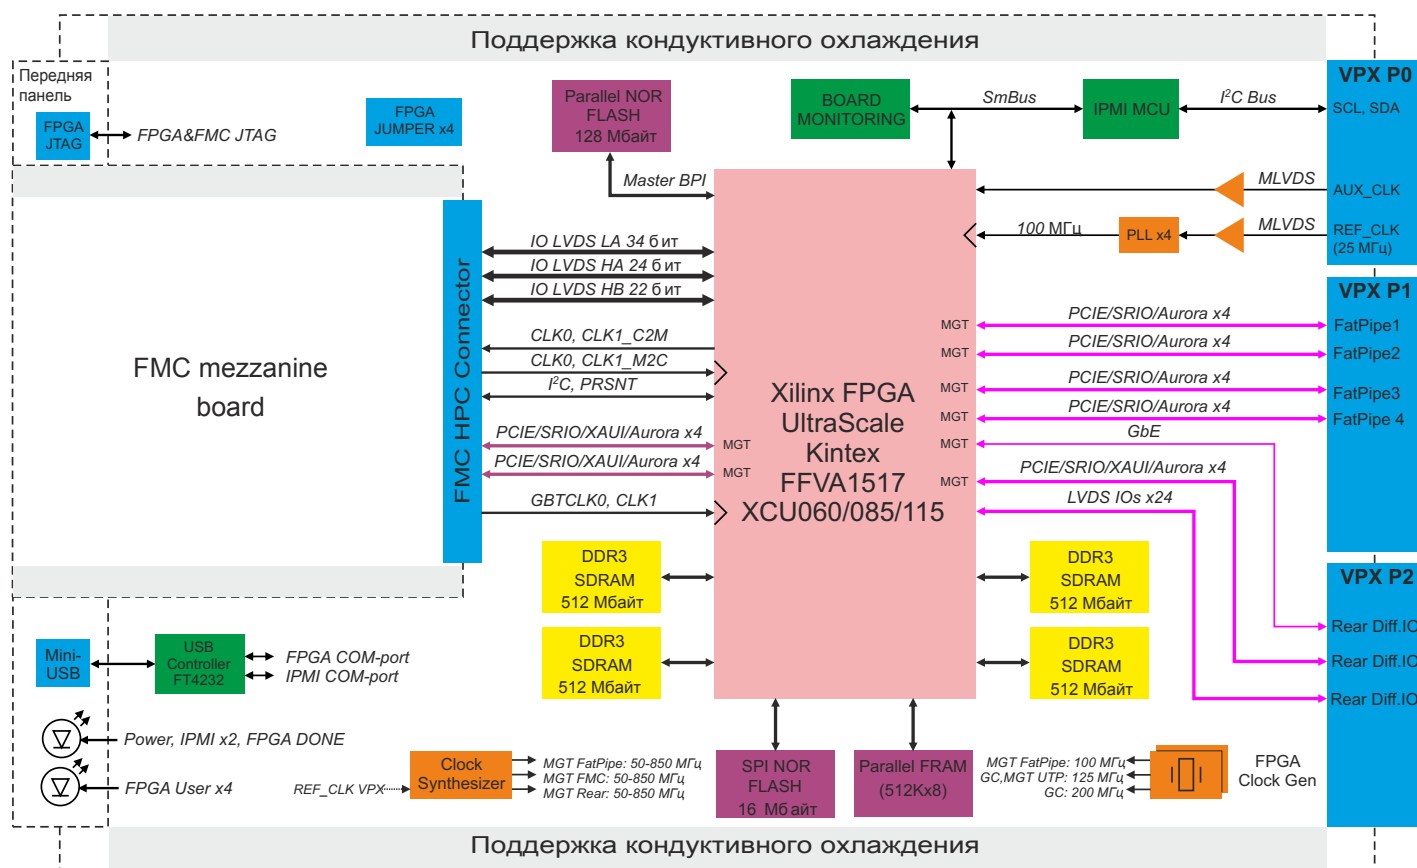 Поддержка кондуктивного охлаждения
Передняя
панель
FPGA
JTAG
FPGA&FMC JTAG
FPGA
JUMPER x4
Parallel NOR
FLASH
128 Мбайт
Master BPI
BOARD
MONITORING
SmBus
IPMI MCU
I²C Bus
VPX P0
SCL, SDA
MLVDS
AUX_CLK
100 МГц
PLL x4
MLVDS
REF_CLK
(25 МГц)
FMC mezzanine
board
FMC HPC Connector
IO LVDS LA 34 бит
IO LVDS HA 24 бит
IO LVDS HB 22 бит
CLK0, CLK1_C2M
CLK0, CLK1_M2C
I²C, PRSNT
PCIE/SRIO/XAUI/Aurora x4
MGT
PCIE/SRIO/XAUI/Aurora x4
MGT
GBTCLK0, CLK1
Xilinx FPGA
UltraScale
Kintex
FFVA1517
XCU060/085/115
VPX P1
MGT
PCIE/SRIO/Aurora x4
FatPipe1
MGT
PCIE/SRIO/Aurora x4
FatPipe2
MGT
PCIE/SRIO/Aurora x4
FatPipe3
MGT
PCIE/SRIO/Aurora x4
FatPipe 4
MGT
GbE
MGT
PCIE/SRIO/XAUI/Aurora x4
LVDS IOs x24
DDR3
SDRAM
512 Мбайт
DDR3
SDRAM
512 Мбайт
DDR3
SDRAM
512 Мбайт
DDR3
SDRAM
512 Мбайт
VPX P2
Rear Diff.IO
Rear Diff.IO
Rear Diff.IO
Mini-
USB
USB
Controller
FT4232
FPGA COM-port
IPMI COM-port
Power, IPMI x2, FPGA DONE
FPGA User x4
REF_CLK VPX
Clock
Synthesizer
MGT FatPipe: 50-850 МГц
MGT FMC: 50-850 МГц
MGT Rear: 50-850 МГц
SPI NOR
FLASH
16 Мбайт
Parallel FRAM
(512Kx8)
MGT FatPipe: 100 МГц
GC,MGT UTP: 125 МГц
GC: 200 МГц
FPGA
Clock Gen
Поддержка кондуктивного охлаждения